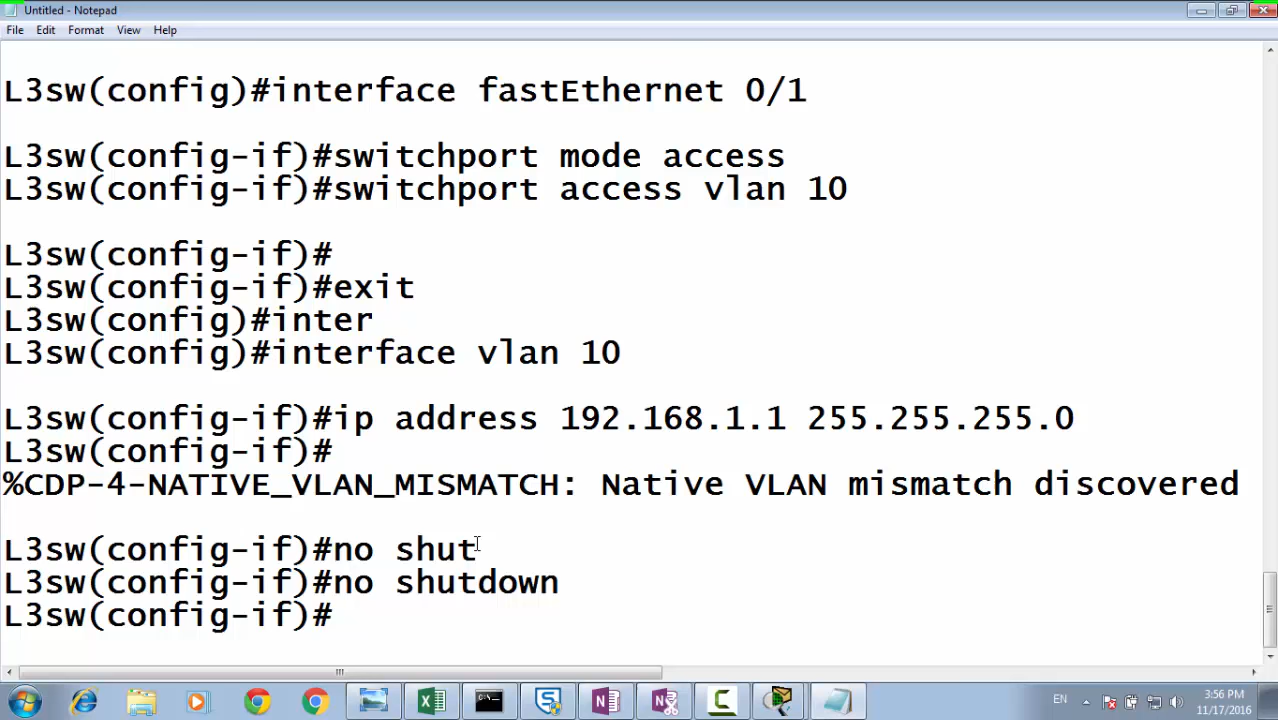 Untitled - Notepad
File Edit Format View Help
L3sw(config)#interface fastEthernet 0/1
L3sw(config-if)#switchport mode access
L3sw(config-if)#switchport access vlan 10
L3sw(config-if)#
L3sw(config-if)#exit
L3sw(config)#inter
L3sw(config)#interface vlan 10
L3sw(config-if)#ip address 192.168.1.1 255.255.255.0
L3sw(config-if)#
%CDP-4-NATIVE_VLAN_MISMATCH: Native VLAN mismatch discovered
L3sw(config-if)#no shut
L3sw(config-if)#no shutdown
L3sw(config-if)#
EN
3:56 PM
11/17/2016